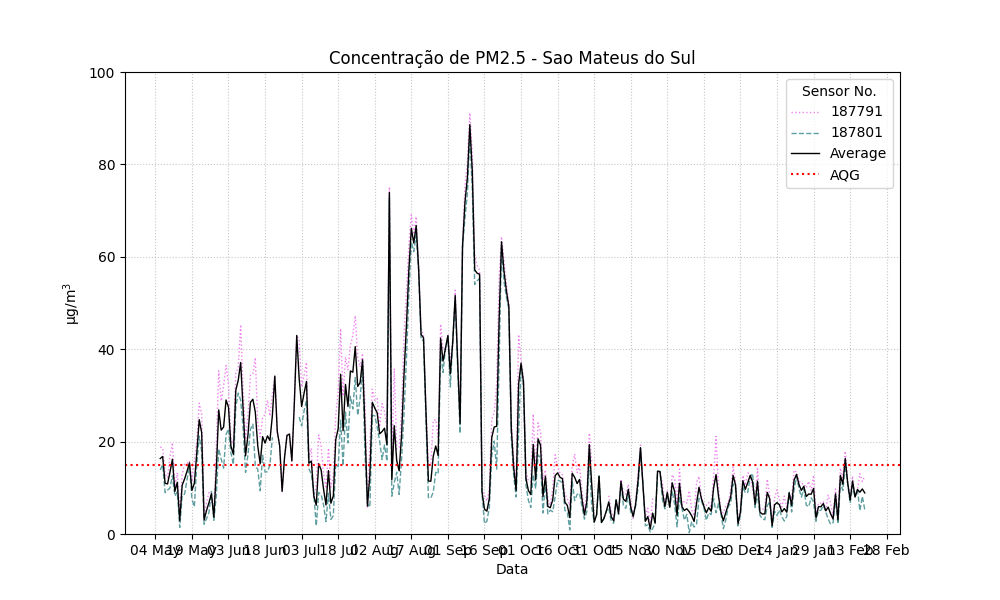 Concentração de PM2.5 - Sao Mateus do Sul
Sensor No.
187791
187801
Average
AQG
100
80
60
40
20
0
µg/m³
04 May 19 May 03 Jun 18 Jun 03 Jul 18 Jul 02 Aug 17 Aug 01 Sep 16 Sep 01 Oct 16 Oct 31 Oct 15 Nov 30 Nov 15 Dec 30 Dec 14 Jan 29 Jan 13 Feb 28 Feb
Data